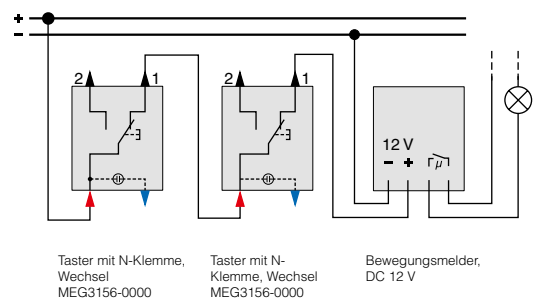 +
−
2 1
2 1
12 V
− +
μ
Taster mit N-Klemme,
Wechsel
MEG3156-0000
Taster mit N-
Klemme, Wechsel
MEG3156-0000
Bewegungsmelder,
DC 12 V